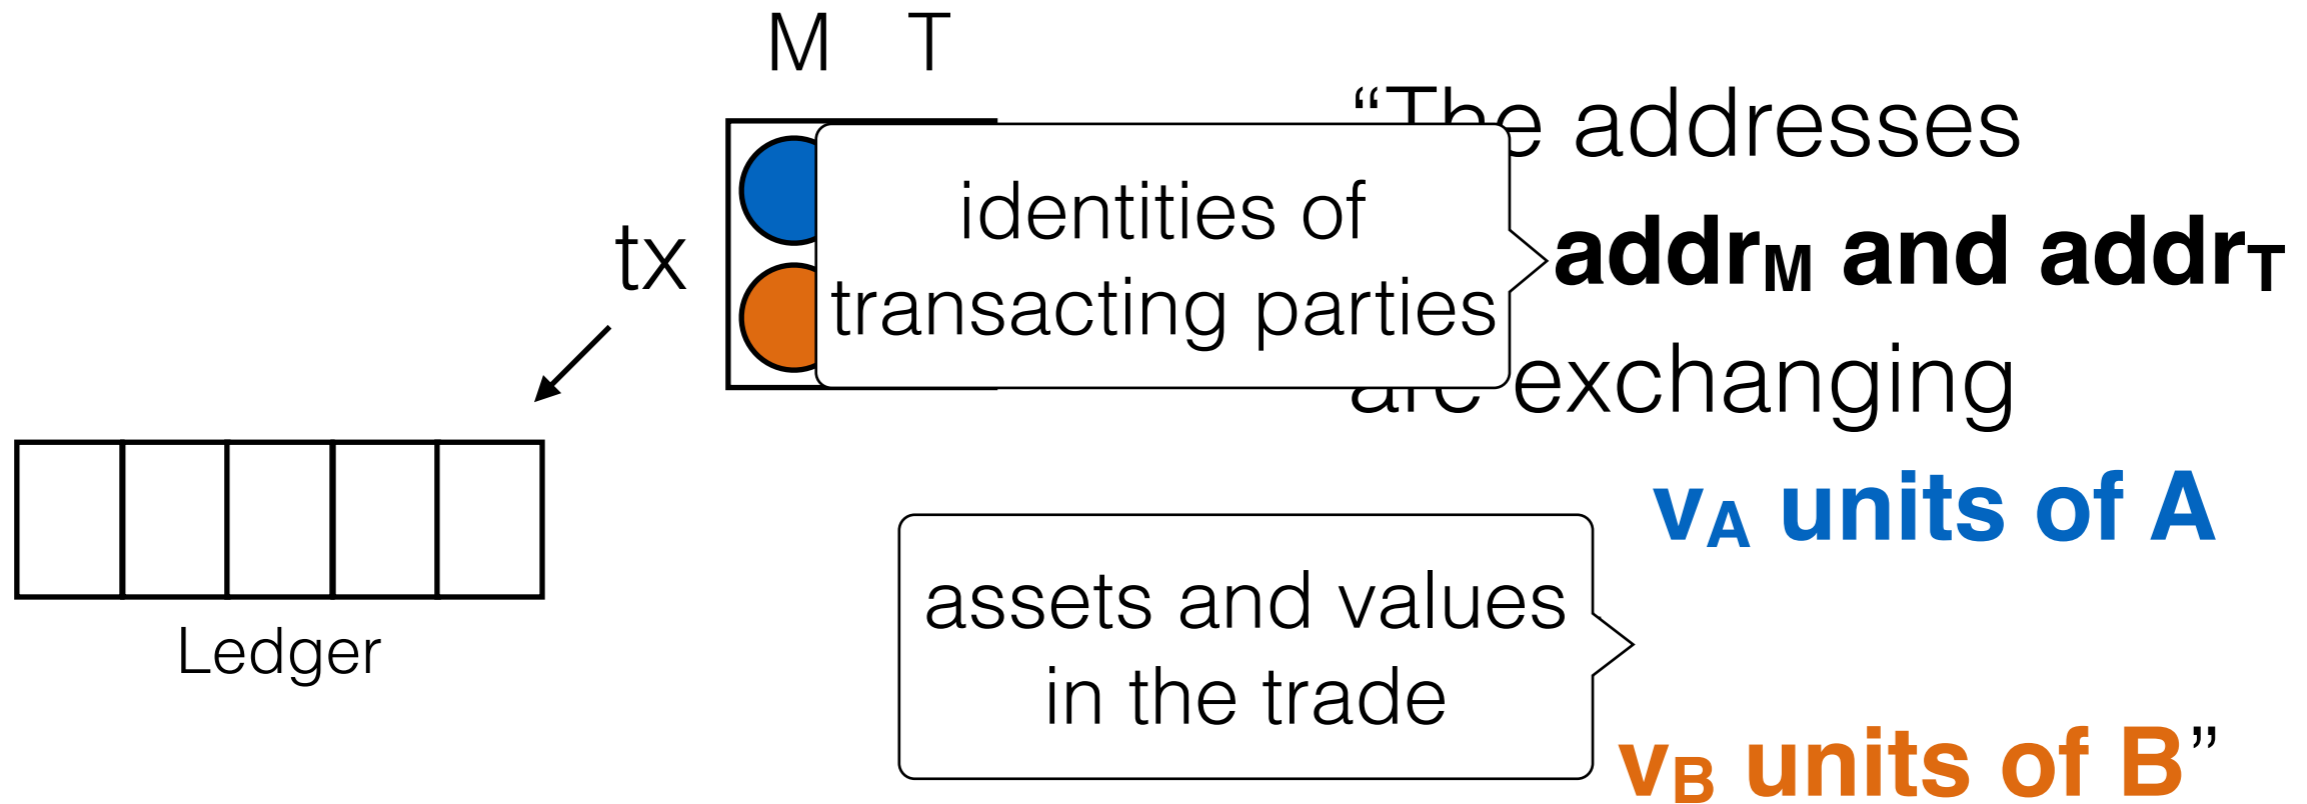 M T
“The addresses
identities of
transacting parties
addrM and addrT
tx
are exchanging
vA units of A
assets and values
in the trade
Ledger
vB units of B”